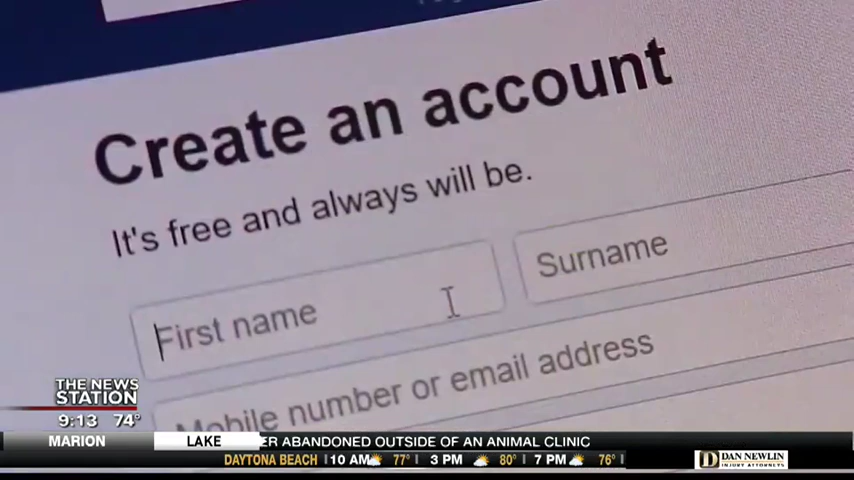 Create an account
It's free and always will be.
First name
Surname
Mobile number or email address
THE NEWS
STATION
9:13 74°
MARION
LAKE
ER ABANDONED OUTSIDE OF AN ANIMAL CLINIC
DAYTONA BEACH 10 AM 77° 3 PM 80° 7 PM 76°
D DAN NEWLIN
INJURY ATTORNEYS